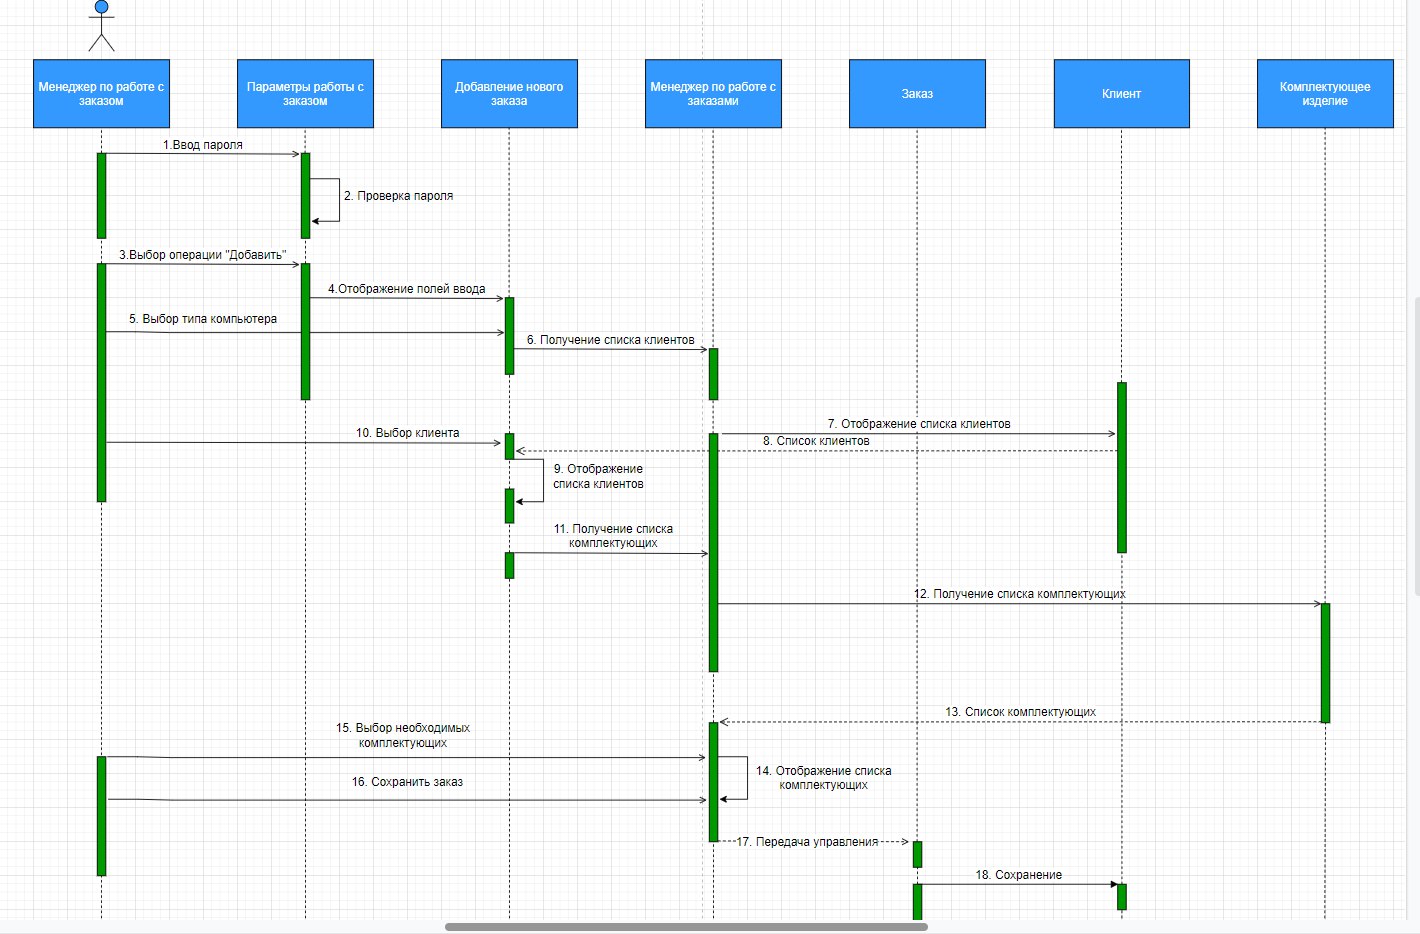 Менеджер по работе с
заказом
Параметры работы с
заказом
Добавление нового
заказа
Менеджер по работе с
заказами
Заказ
Клиент
Комплектующее
изделие
1.Ввод пароля
2. Проверка пароля
3.Выбор операции "Добавить"
4.Отображение полей ввода
5. Выбор типа компьютера
6. Получение списка клиентов
7. Отображение списка клиентов
10. Выбор клиента
8. Список клиентов
9. Отображение
списка клиентов
11. Получение списка
комплектующих
12. Получение списка комплектующих
13. Список комплектующих
15. Выбор необходимых
комплектующих
14. Отображение списка
комплектующих
16. Сохранить заказ
17. Передача управления
18. Сохранение